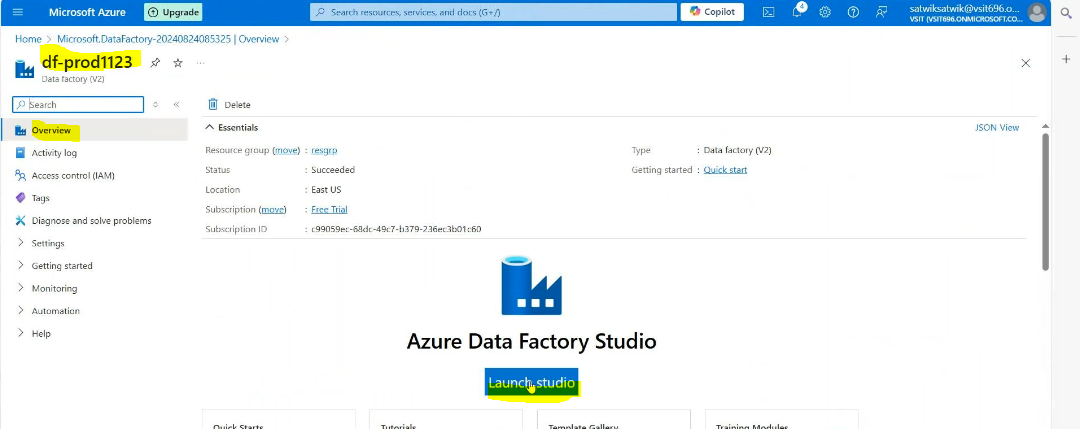 Microsoft Azure
Upgrade
Search resources, services, and docs (G+/)
Copilot
4
satwiksatwik@vsit696.o...
VSIT (VSIT696.ONMICROSOFT.CO...
Home > Microsoft.DataFactory-20240824085325 | Overview >
df-prod1123
...
Data factory (V2)
Search
Delete
Overview
Essentials
JSON View
Activity log
Resource group (move) : resgrp
Type : Data factory (V2)
Access control (IAM)
Status : Succeeded
Getting started : Quick start
Tags
Location : East US
Diagnose and solve problems
Subscription (move) : Free Trial
Settings
Subscription ID : c99059ec-68dc-49c7-b379-236ec3b01c60
Getting started
Monitoring
Automation
Help
Azure Data Factory Studio
Launch studio
Quick Starts
Tutorials
Template Gallery
Training Modules